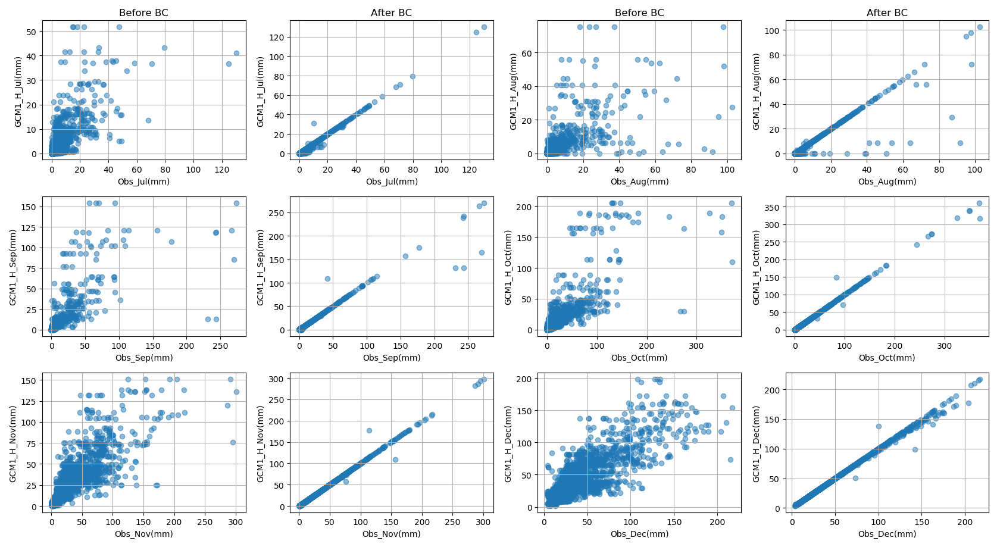 Before BC
After BC
Before BC
After BC
GCM1_H_Jul(mm)
50
40
30
20
10
0
0 20 40 60 80 100 120
Obs_Jul(mm)
GCM1_H_Jul(mm)
120
100
80
60
40
20
0
0 20 40 60 80 100 120
Obs_Jul(mm)
GCM1_H_Aug(mm)
60
40
20
0
0 20 40 60 80 100
Obs_Aug(mm)
GCM1_H_Aug(mm)
100
80
60
40
20
0
0 20 40 60 80 100
Obs_Aug(mm)
GCM1_H_Sep(mm)
150
125
100
75
50
25
0
0 50 100 150 200 250
Obs_Sep(mm)
GCM1_H_Sep(mm)
250
200
150
100
50
0
0 50 100 150 200 250
Obs_Sep(mm)
GCM1_H_Oct(mm)
200
150
100
50
0
0 100 200 300
Obs_Oct(mm)
GCM1_H_Oct(mm)
350
300
250
200
150
100
50
0
0 100 200 300
Obs_Oct(mm)
GCM1_H_Nov(mm)
150
125
100
75
50
25
0
0 50 100 150 200 250 300
Obs_Nov(mm)
GCM1_H_Nov(mm)
300
250
200
150
100
50
0
0 50 100 150 200 250 300
Obs_Nov(mm)
GCM1_H_Dec(mm)
200
150
100
50
0
0 50 100 150 200
Obs_Dec(mm)
GCM1_H_Dec(mm)
200
150
100
50
0
0 50 100 150 200
Obs_Dec(mm)